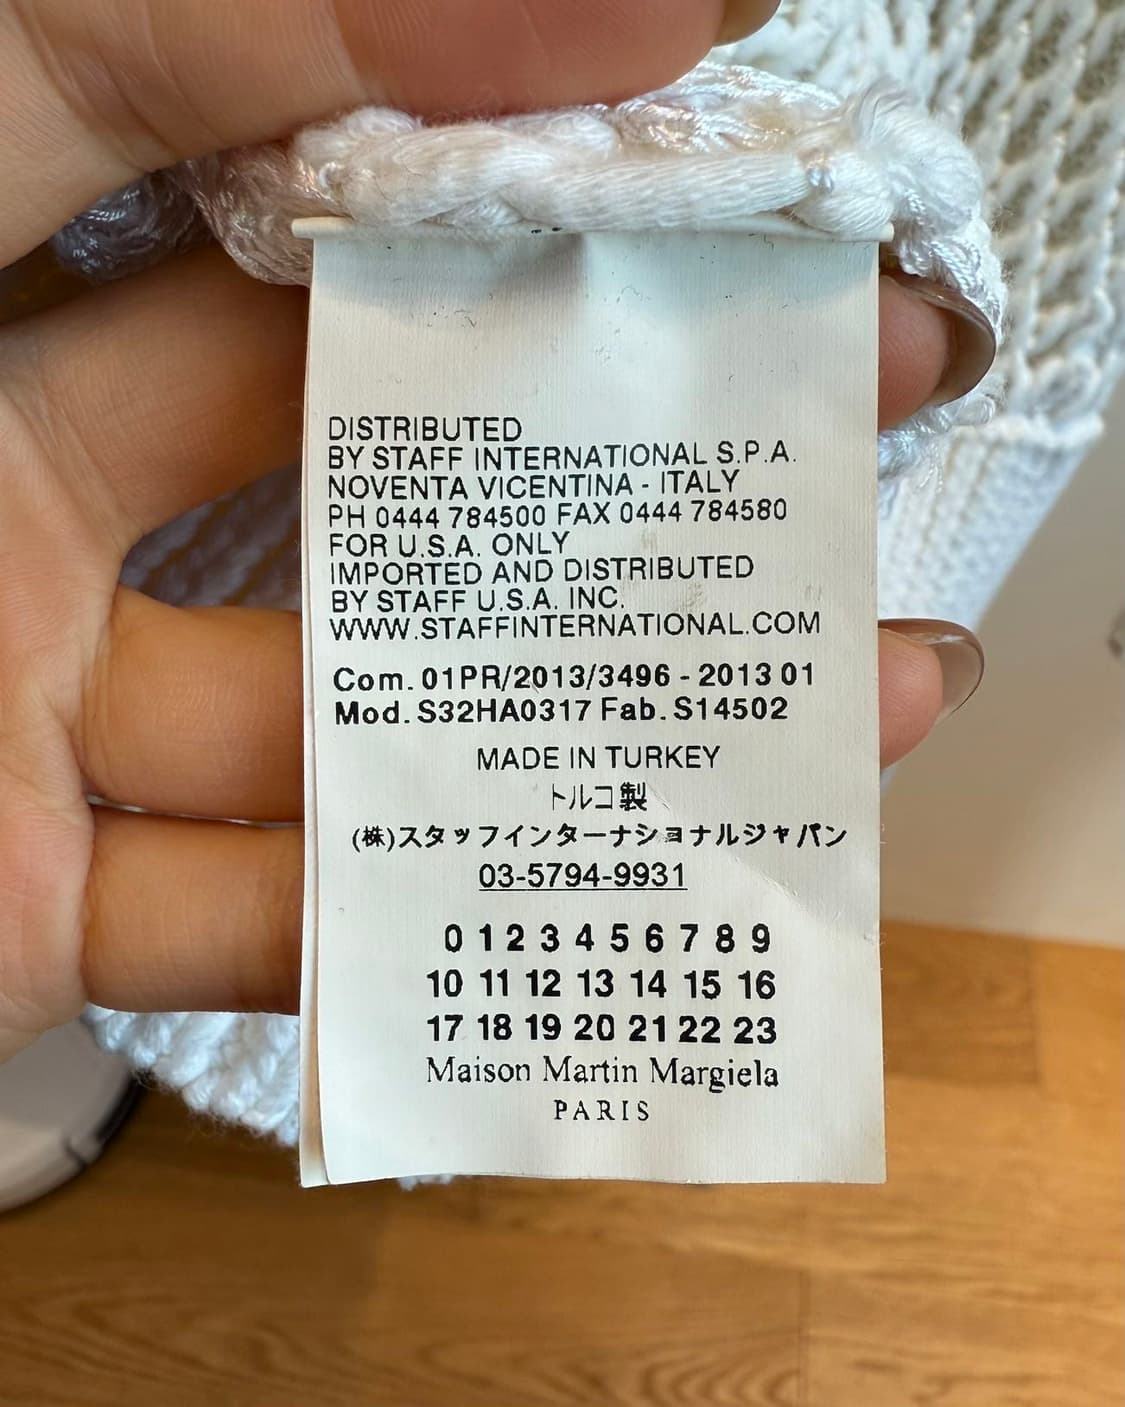 DISTRIBUTED
BY STAFF INTERNATIONAL S.P.A.
NOVENTA VICENTINA - ITALY
PH 0444 784500 FAX 0444 784580
FOR U.S.A. ONLY
IMPORTED AND DISTRIBUTED
BY STAFF U.S.A. INC.
WWW.STAFFINTERNATIONAL.COM
Com. 01PR/2013/3496 - 2013 01
Mod. S32HA0317 Fab. S14502
MADE IN TURKEY
トルコ製
(株)スタッフインターナショナルジャパン
03-5794-9931
0 1 2 3 4 5 6 7 8 9
10 11 12 13 14 15 16
17 18 19 20 21 22 23
Maison Martin Margiela
PARIS